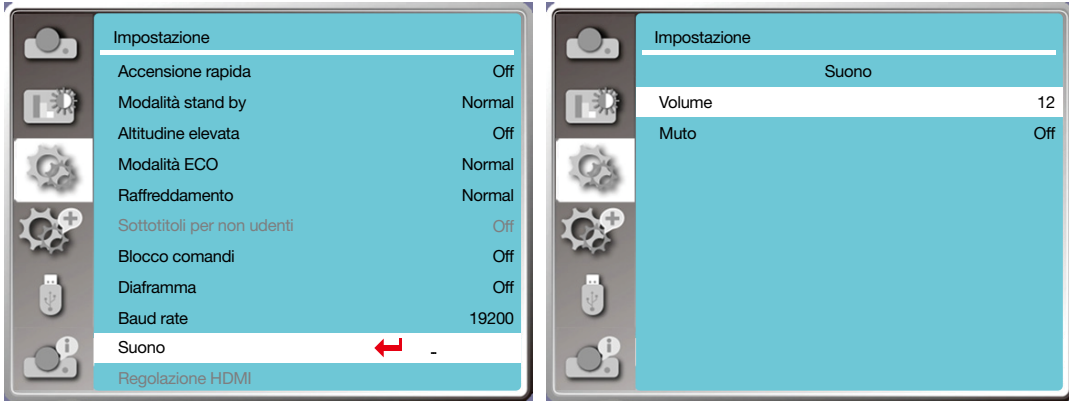 Impostazione
Accensione rapida Off
Modalità stand by Normal
Altitudine elevata Off
Modalità ECO Normal
Raffreddamento Normal
Sottotitoli per non udenti Off
Blocco comandi Off
Diaframma Off
Baud rate 19200
Suono -
Regolazione HDMI
Impostazione
Suono
Volume 12
Muto Off